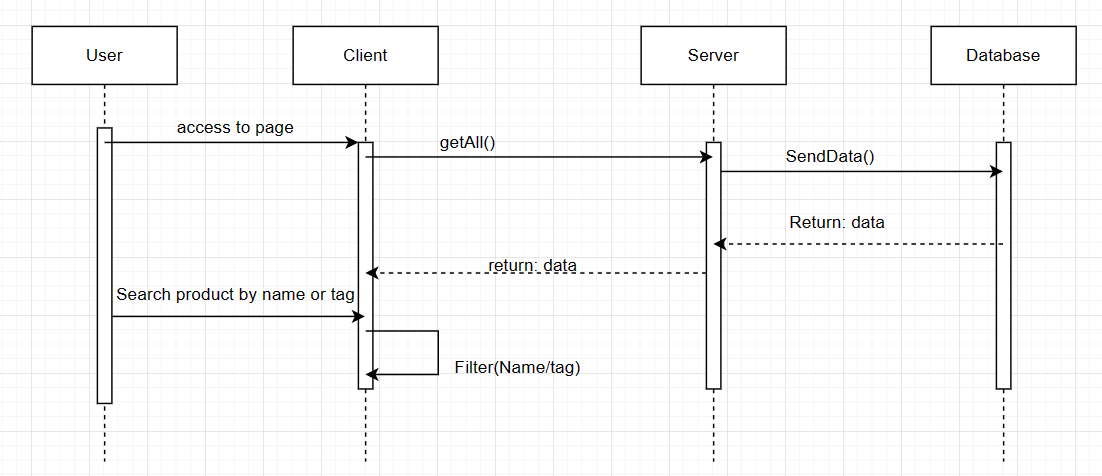 User
Client
Server
Database
access to page
getAll()
SendData()
Return: data
return: data
Search product by name or tag
Filter(Name/tag)